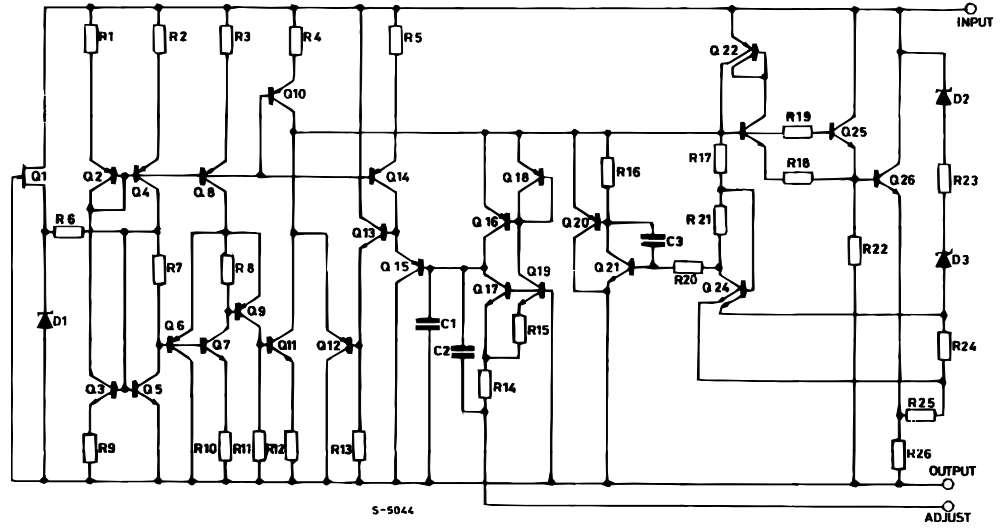 INPUT
R1 R2 R3 R4 R5
Q22
Q10
D2
R19
Q25
R17
R18
Q1 Q2 Q4 Q8 Q14 Q18 R16 Q26
R23
R6
Q13 Q16 Q20 R21
C3
R22
R7 R8 Q15 Q19 Q21 D3
R20
Q17 Q24
Q9
D1 Q6 C1 R15
Q7 Q11 Q12 C2 R24
Q3 Q5 R14
R25
R9 R10 R11 R12 R13 R26
OUTPUT
S-5044
ADJUST